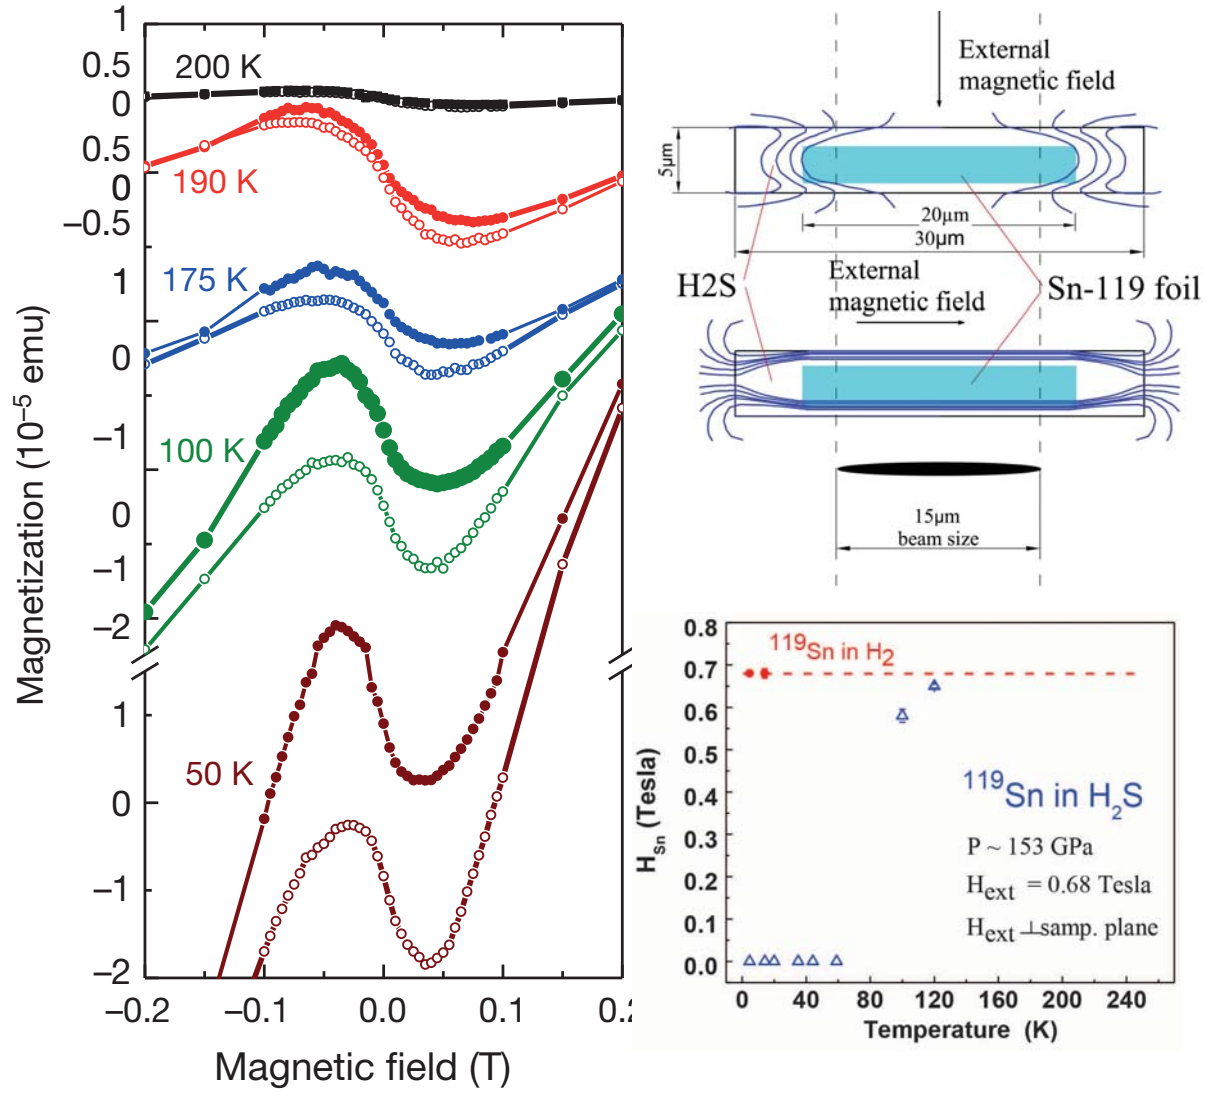 1
0.5
0
0.5
0
−0.5
1
0
−1
0
−1
−2
1
0
−1
−2
200 K
190 K
175 K
100 K
50 K
Magnetization (10⁻⁵ emu)
−0.2
−0.1
0.0
0.1
Magnetic field (T)
External
magnetic field
5µm
20µm
30µm
H2S
External
magnetic field
Sn-119 foil
15µm
beam size
0.8
0.7
0.6
0.5
0.4
0.3
0.2
0.1
0.0
H_Sn (Tesla)
¹¹⁹Sn in H₂
¹¹⁹Sn in H₂S
P ~ 153 GPa
H_ext = 0.68 Tesla
H_ext ⊥ samp. plane
0
40
80
120
160
200
240
Temperature (K)